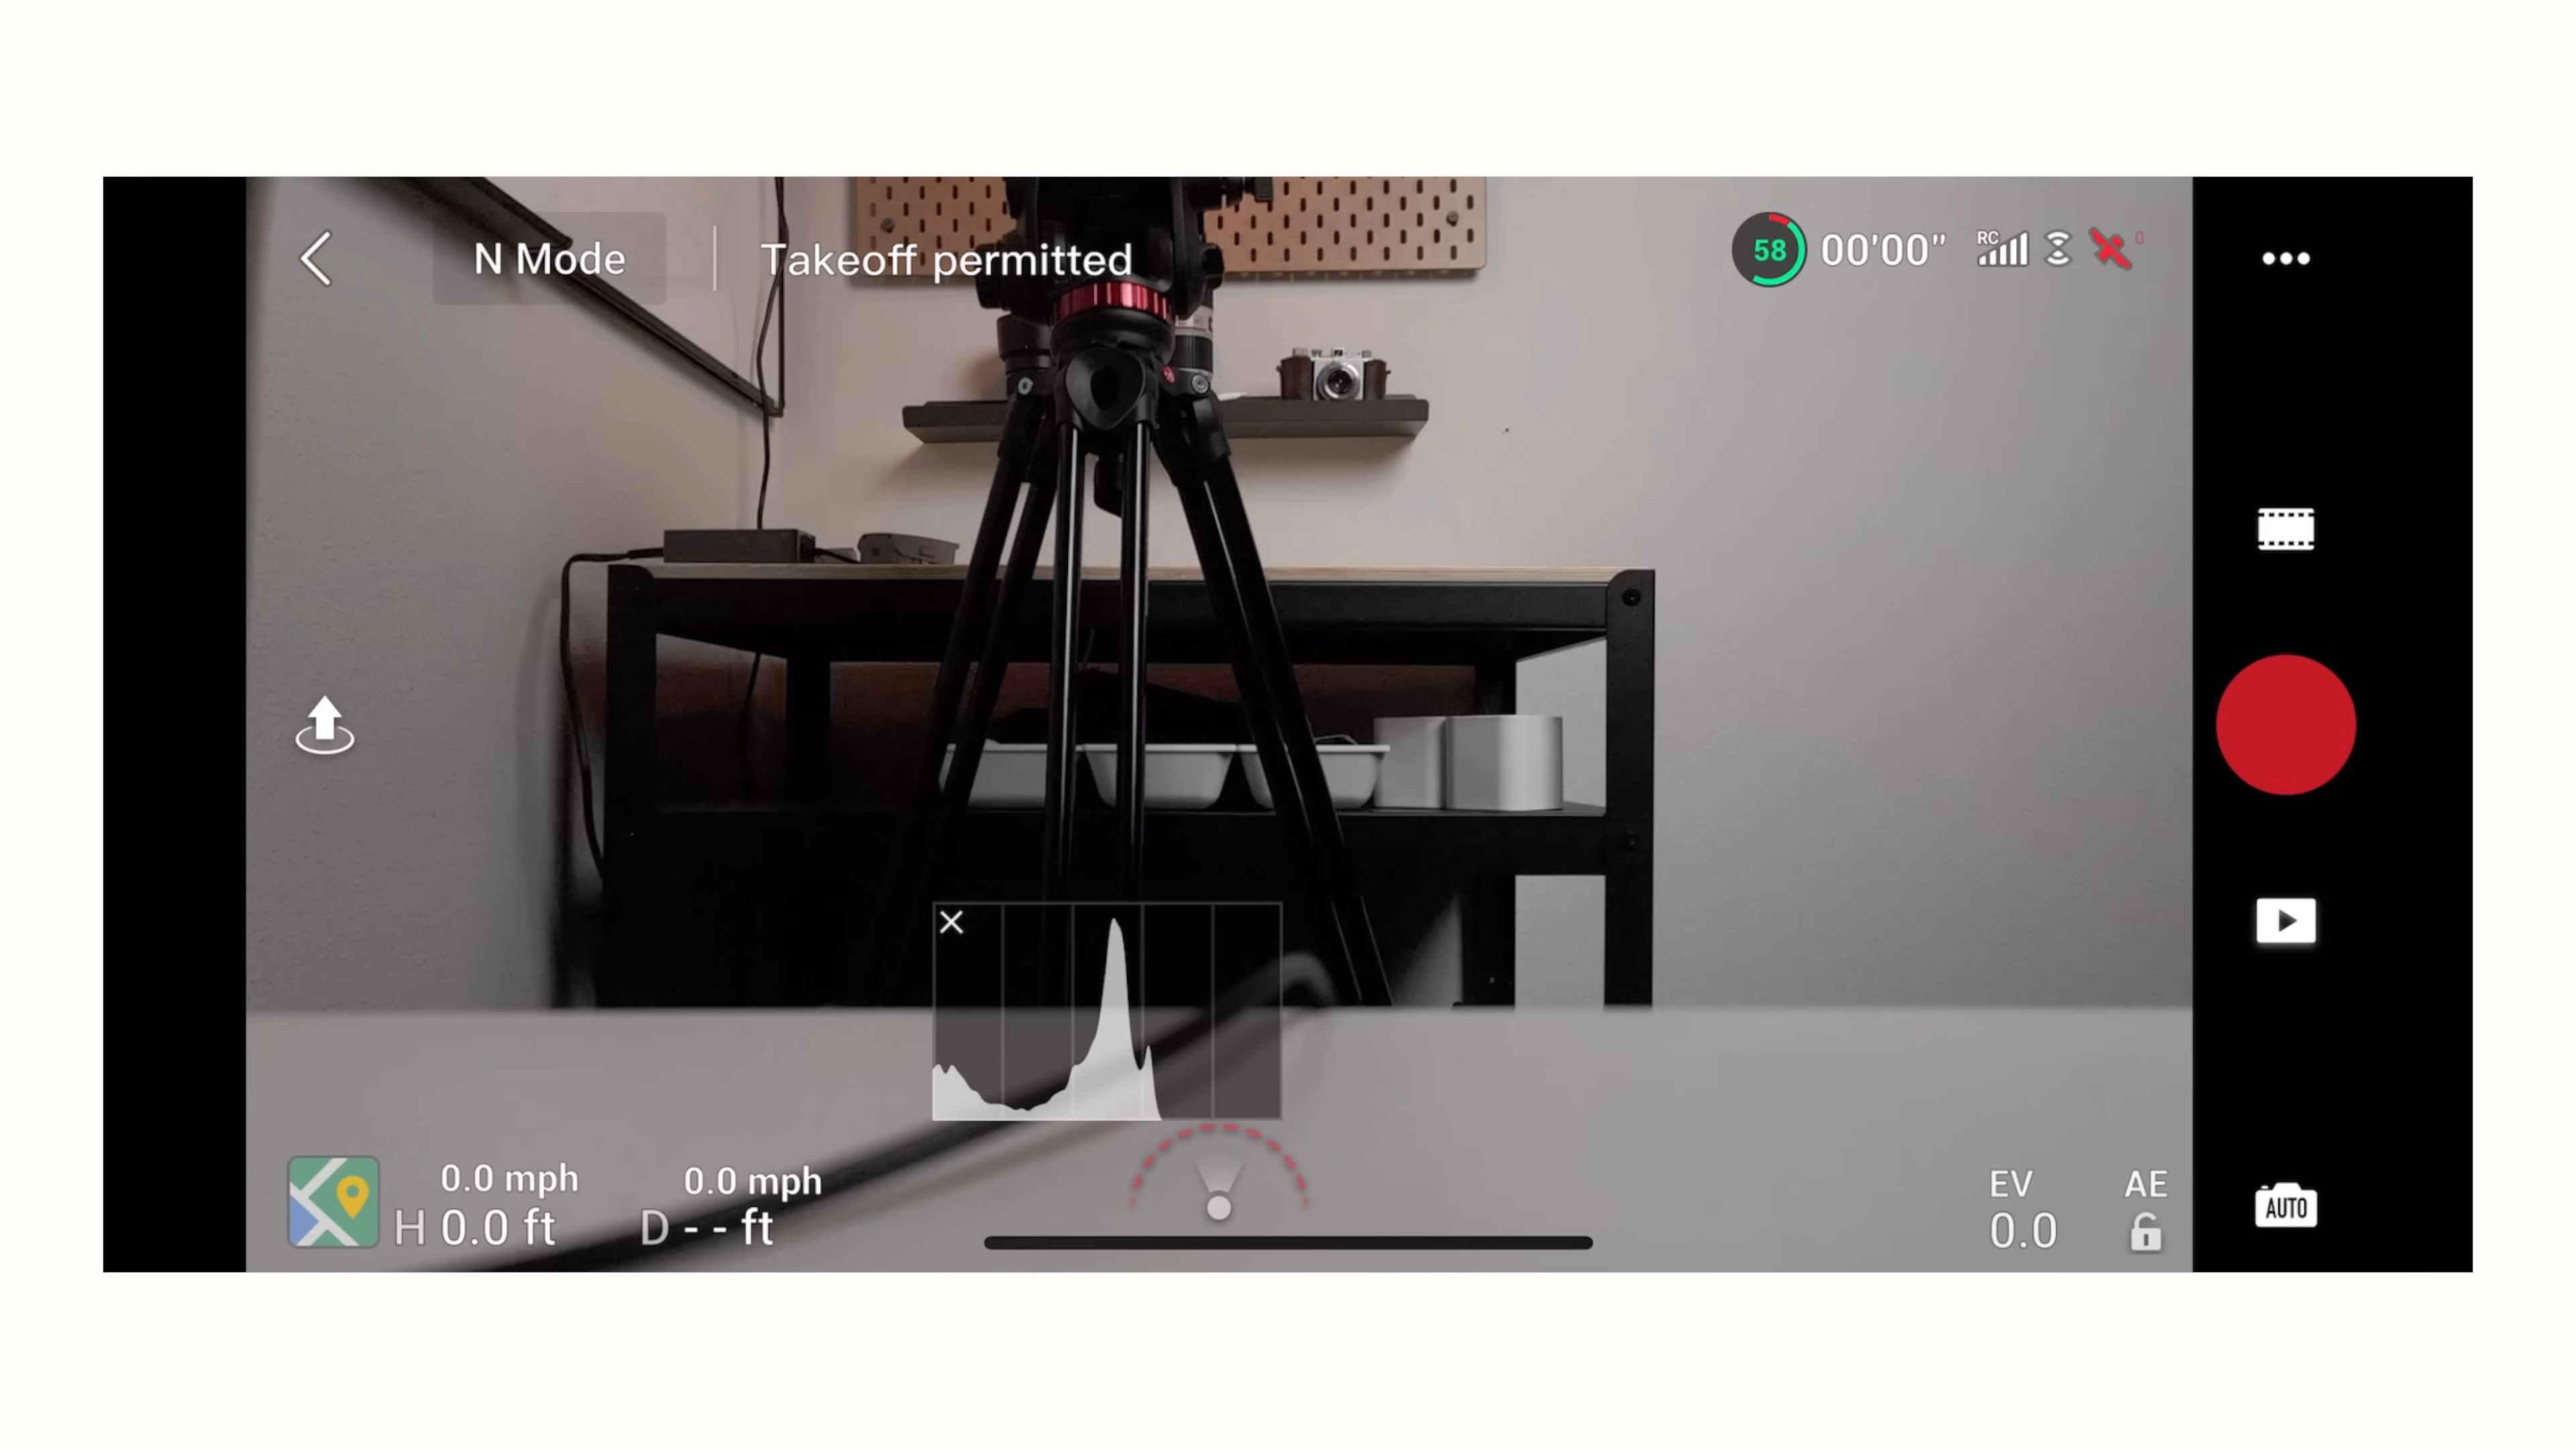 N Mode
Takeoff permitted
58
00'00"
RC
0
0.0 mph
0.0 mph
H 0.0 ft
D - - ft
EV
AE
0.0
AUTO